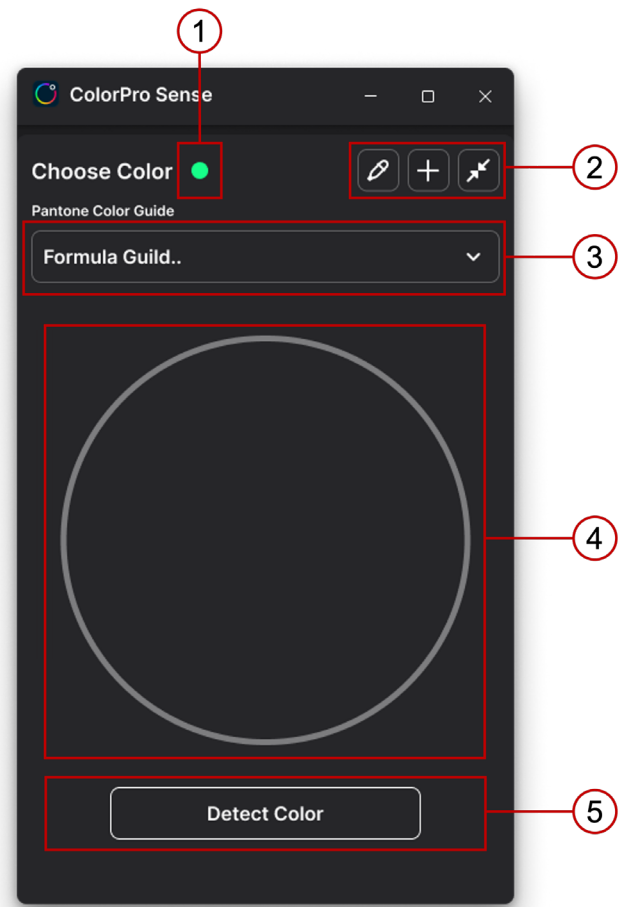 1
ColorPro Sense
Choose Color
2
Pantone Color Guide
Formula Guild..
3
4
Detect Color
5